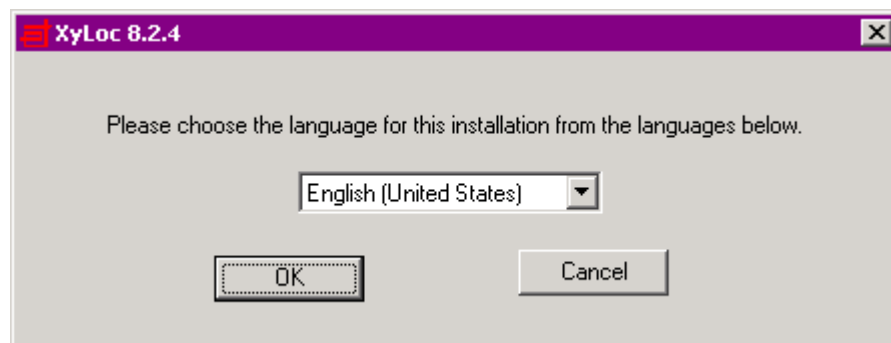 XyLoc 8.2.4
Please choose the language for this installation from the languages below.
English (United States)
OK
Cancel